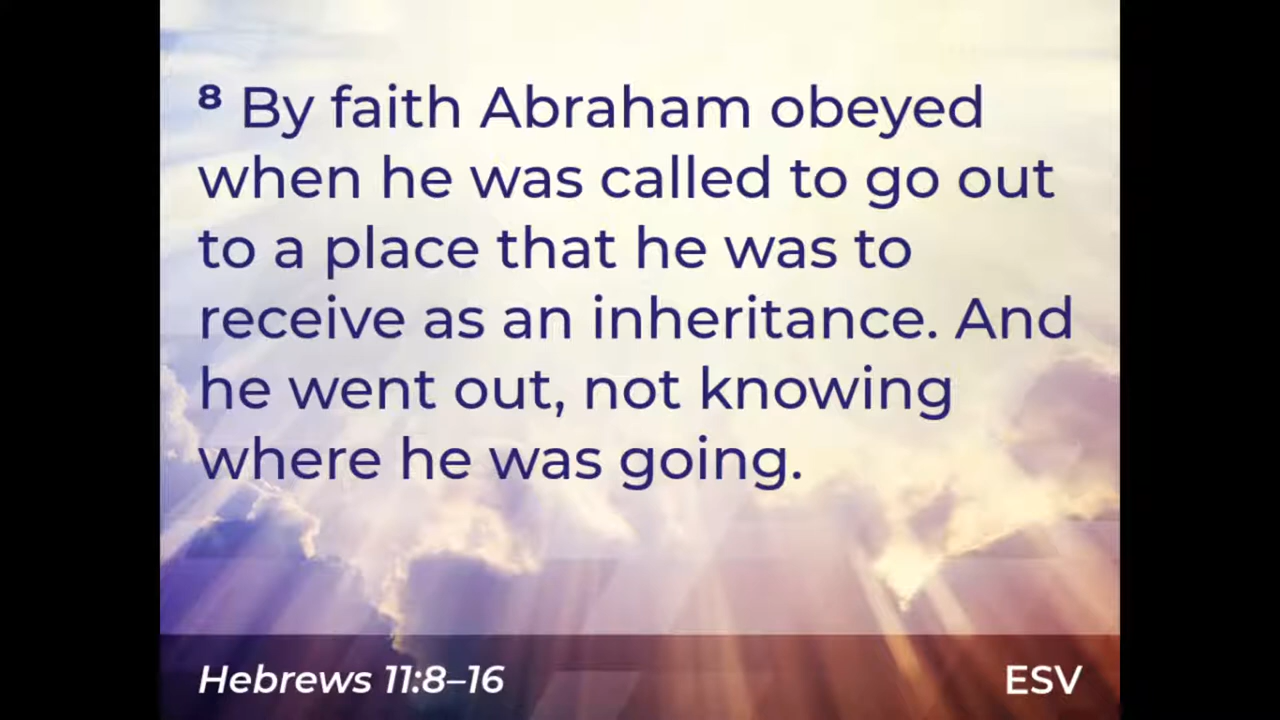 ⁸ By faith Abraham obeyed
when he was called to go out
to a place that he was to
receive as an inheritance. And
he went out, not knowing
where he was going.
Hebrews 11:8–16
ESV